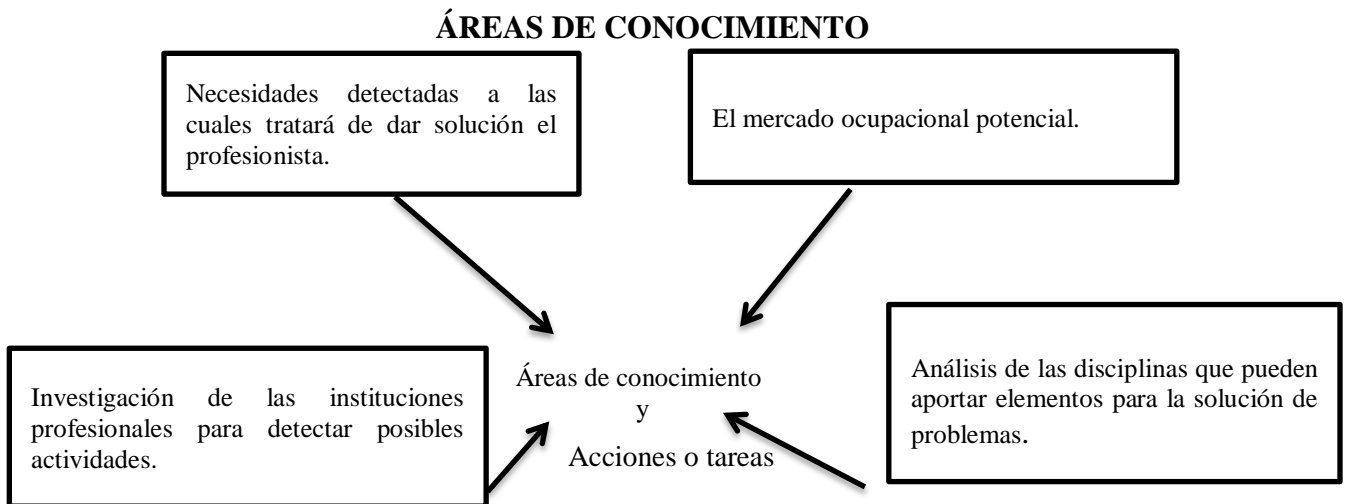 ÁREAS DE CONOCIMIENTO
Necesidades detectadas a las
cuales tratará de dar solución el
profesionista.
El mercado ocupacional potencial.
Investigación de las instituciones
profesionales para detectar posibles
actividades.
Áreas de conocimiento
y
Acciones o tareas
Análisis de las disciplinas que pueden
aportar elementos para la solución de
problemas.